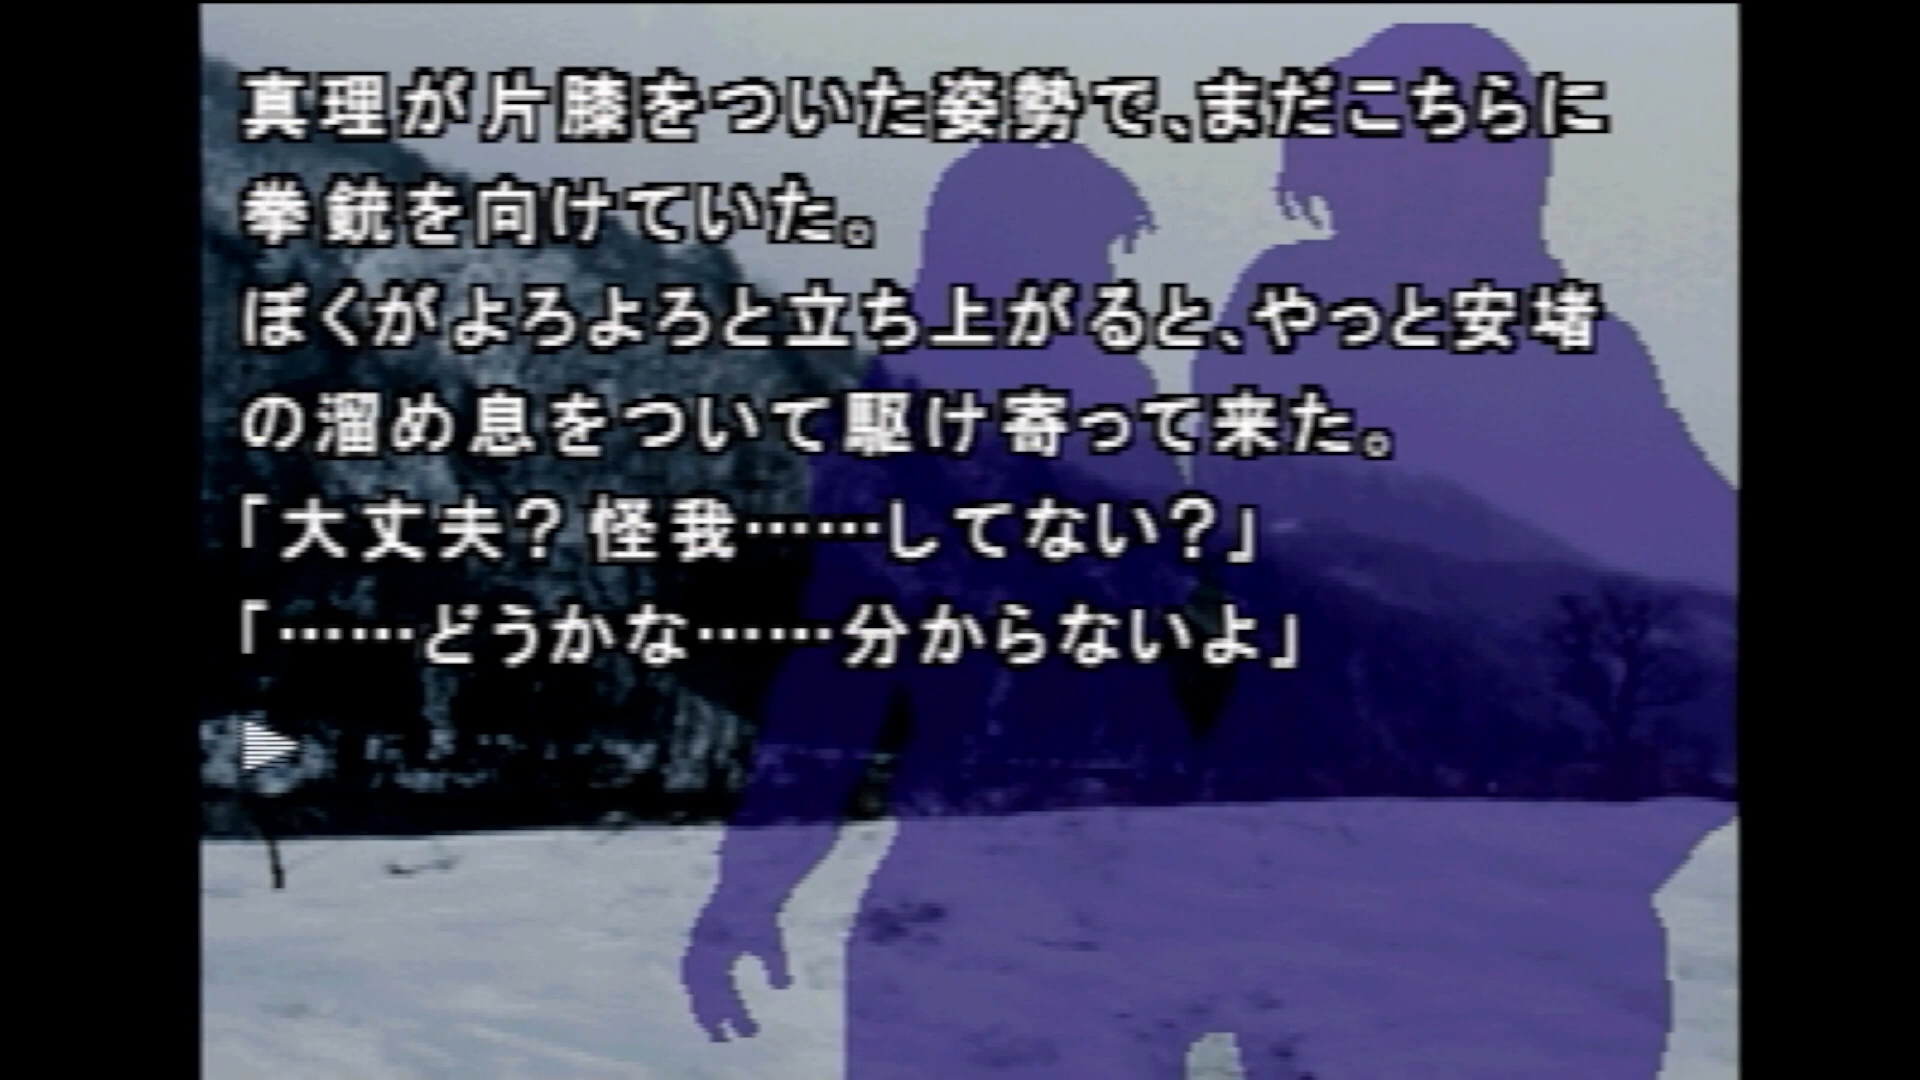 真理が片膝をついた姿勢で、まだこちらに
拳銃を向けていた。
ぼくがよろよろと立ち上がると、やっと安堵
の溜め息をついて駆け寄って来た。
「大丈夫？怪我……してない？」
「……どうかな……分からないよ」